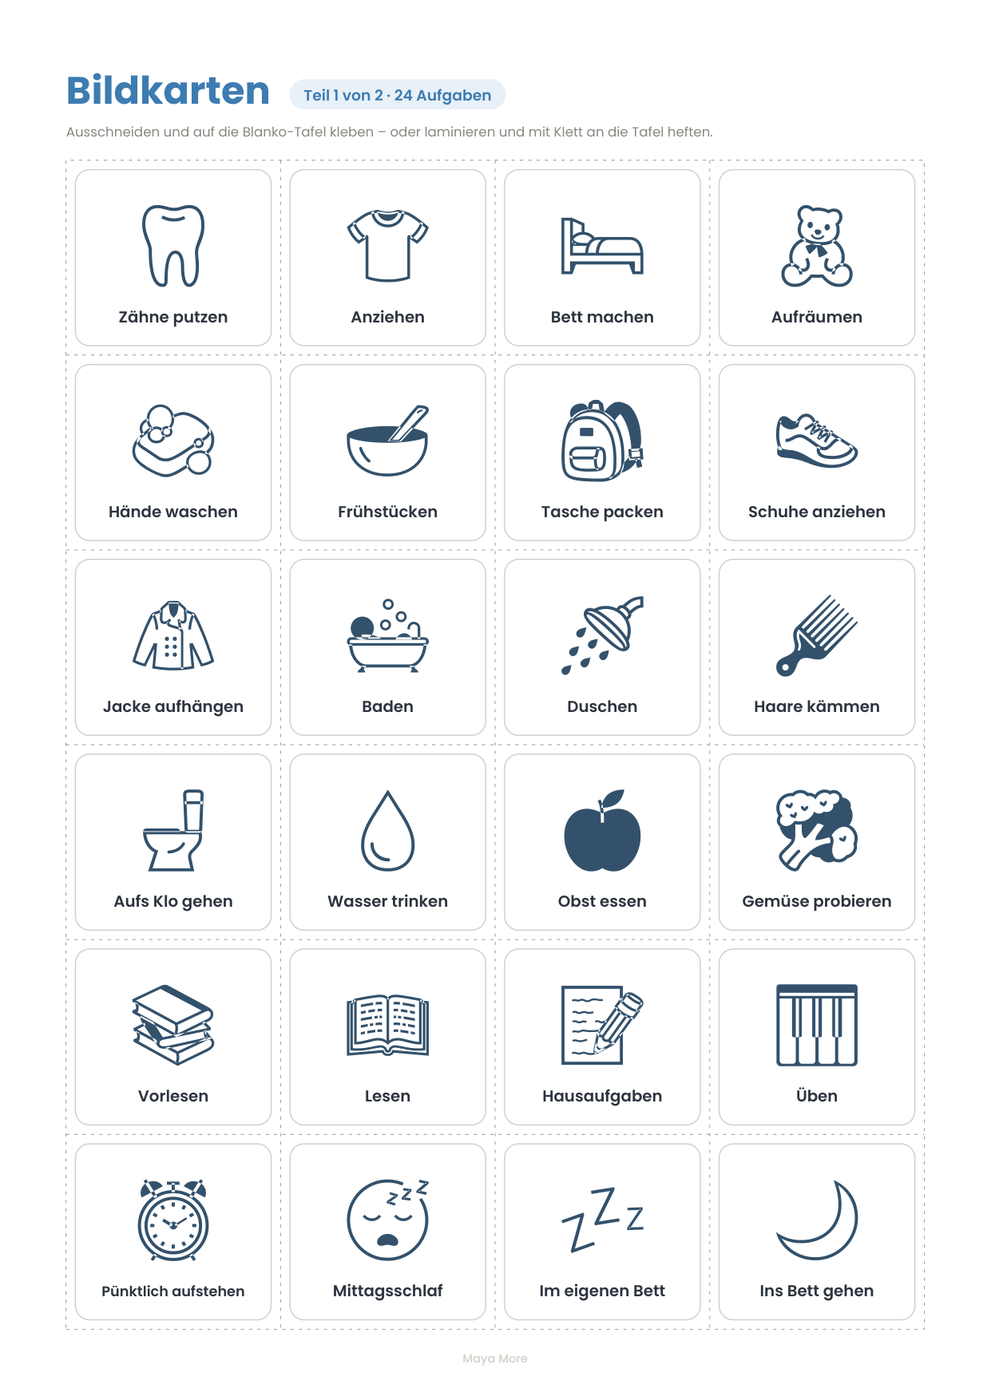 Bildkarten
Teil 1 von 2 · 24 Aufgaben
Ausschneiden und auf die Blanko-Tafel kleben – oder laminieren und mit Klett an die Tafel heften.
Zähne putzen
Anziehen
Bett machen
Aufräumen
Hände waschen
Frühstücken
Tasche packen
Schuhe anziehen
Jacke aufhängen
Baden
Duschen
Haare kämmen
Aufs Klo gehen
Wasser trinken
Obst essen
Gemüse probieren
Vorlesen
Lesen
Hausaufgaben
Üben
Pünktlich aufstehen
z z z
Mittagsschlaf
Z Z Z
Im eigenen Bett
Ins Bett gehen
Maya More